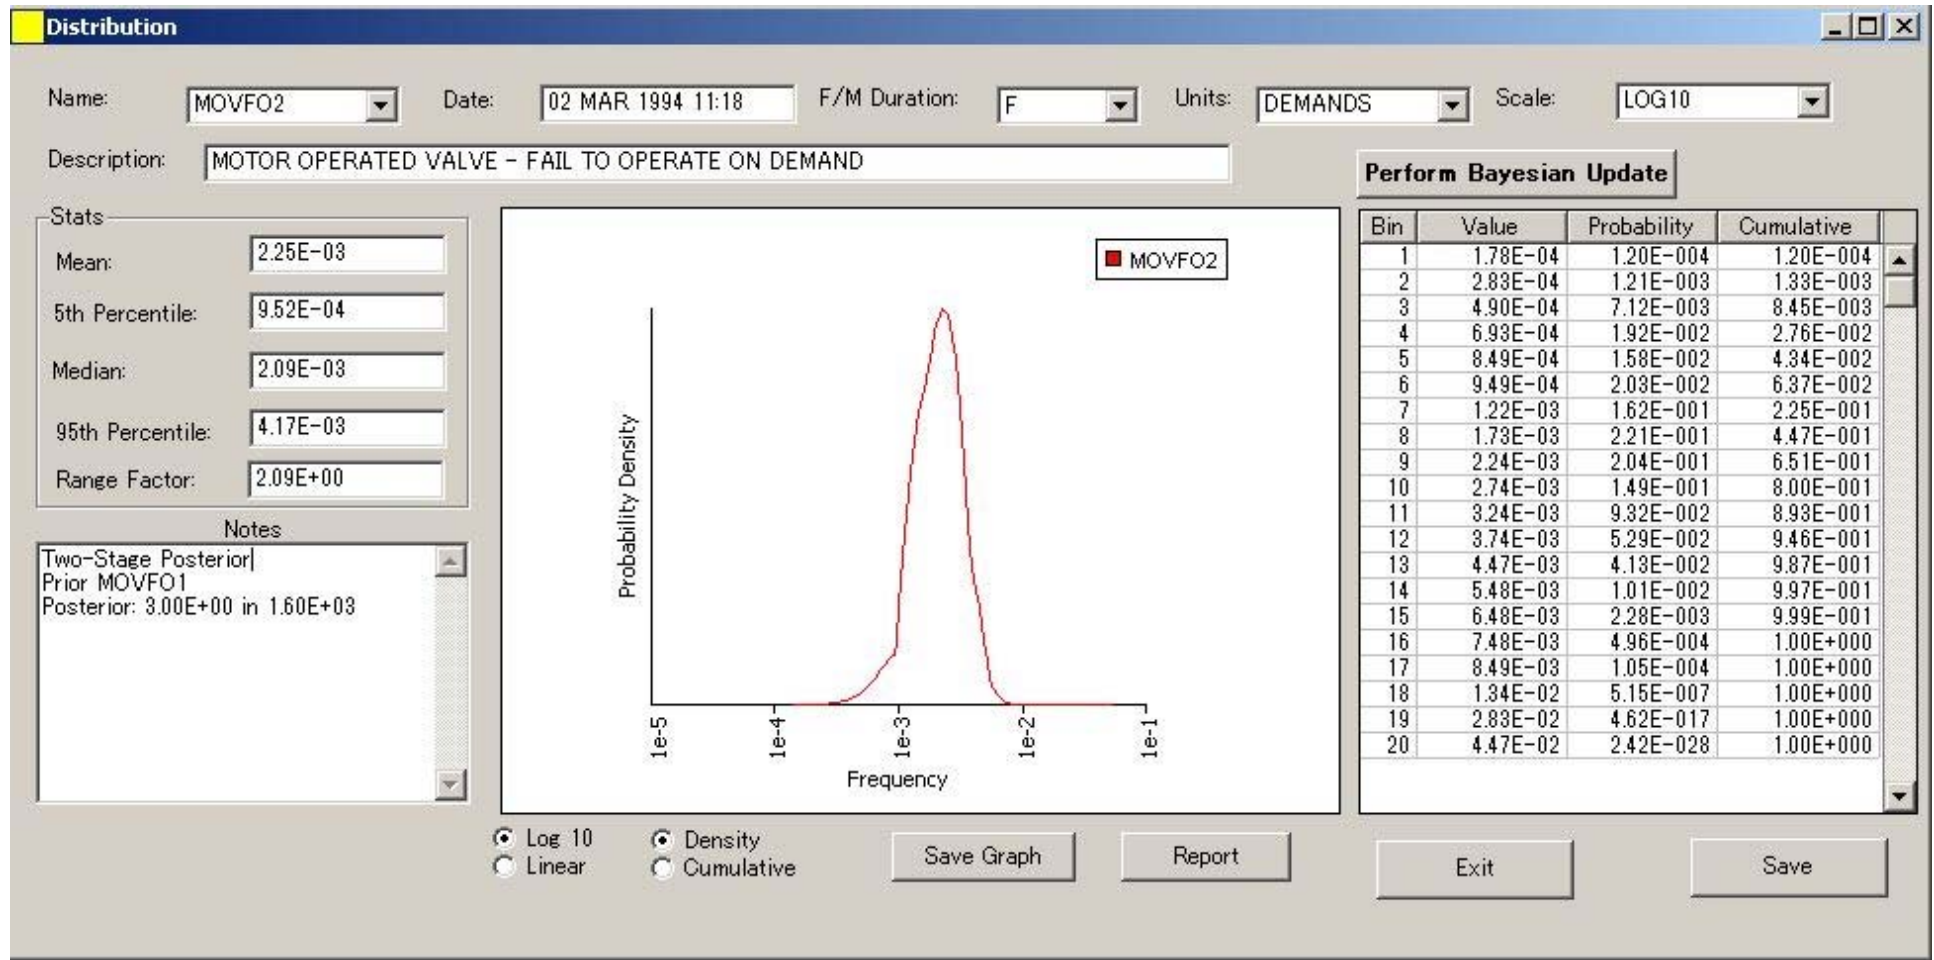 Distribution
Name: MOVFO2 Date: 02 MAR 1994 11:18 F/M Duration: F Units: DEMANDS Scale: LOG10
Description: MOTOR OPERATED VALVE - FAIL TO OPERATE ON DEMAND
Perform Bayesian Update
Stats
Mean: 2.25E-03
5th Percentile: 9.52E-04
Median: 2.09E-03
95th Percentile: 4.17E-03
Range Factor: 2.09E+00
Notes
Two-Stage Posterior
Prior MOVFO1
Posterior: 3.00E+00 in 1.60E+03
MOVFO2
Probability Density
1e-5 1e-4 1e-3 1e-2 1e-1
Frequency
Bin Value Probability Cumulative
1 1.78E-04 1.20E-004 1.20E-004
2 2.83E-04 1.21E-003 1.33E-003
3 4.90E-04 7.12E-003 8.45E-003
4 6.93E-04 1.92E-002 2.76E-002
5 8.49E-04 1.58E-002 4.34E-002
6 9.49E-04 2.03E-002 6.37E-002
7 1.22E-03 1.62E-001 2.25E-001
8 1.73E-03 2.21E-001 4.47E-001
9 2.24E-03 2.04E-001 6.51E-001
10 2.74E-03 1.49E-001 8.00E-001
11 3.24E-03 9.32E-002 8.93E-001
12 3.74E-03 5.29E-002 9.46E-001
13 4.47E-03 4.13E-002 9.87E-001
14 5.48E-03 1.01E-002 9.97E-001
15 6.48E-03 2.28E-003 9.99E-001
16 7.48E-03 4.96E-004 1.00E+000
17 8.49E-03 1.05E-004 1.00E+000
18 1.34E-02 5.15E-007 1.00E+000
19 2.83E-02 4.62E-017 1.00E+000
20 4.47E-02 2.42E-028 1.00E+000
Log 10 Density
Linear Cumulative
Save Graph Report Exit Save